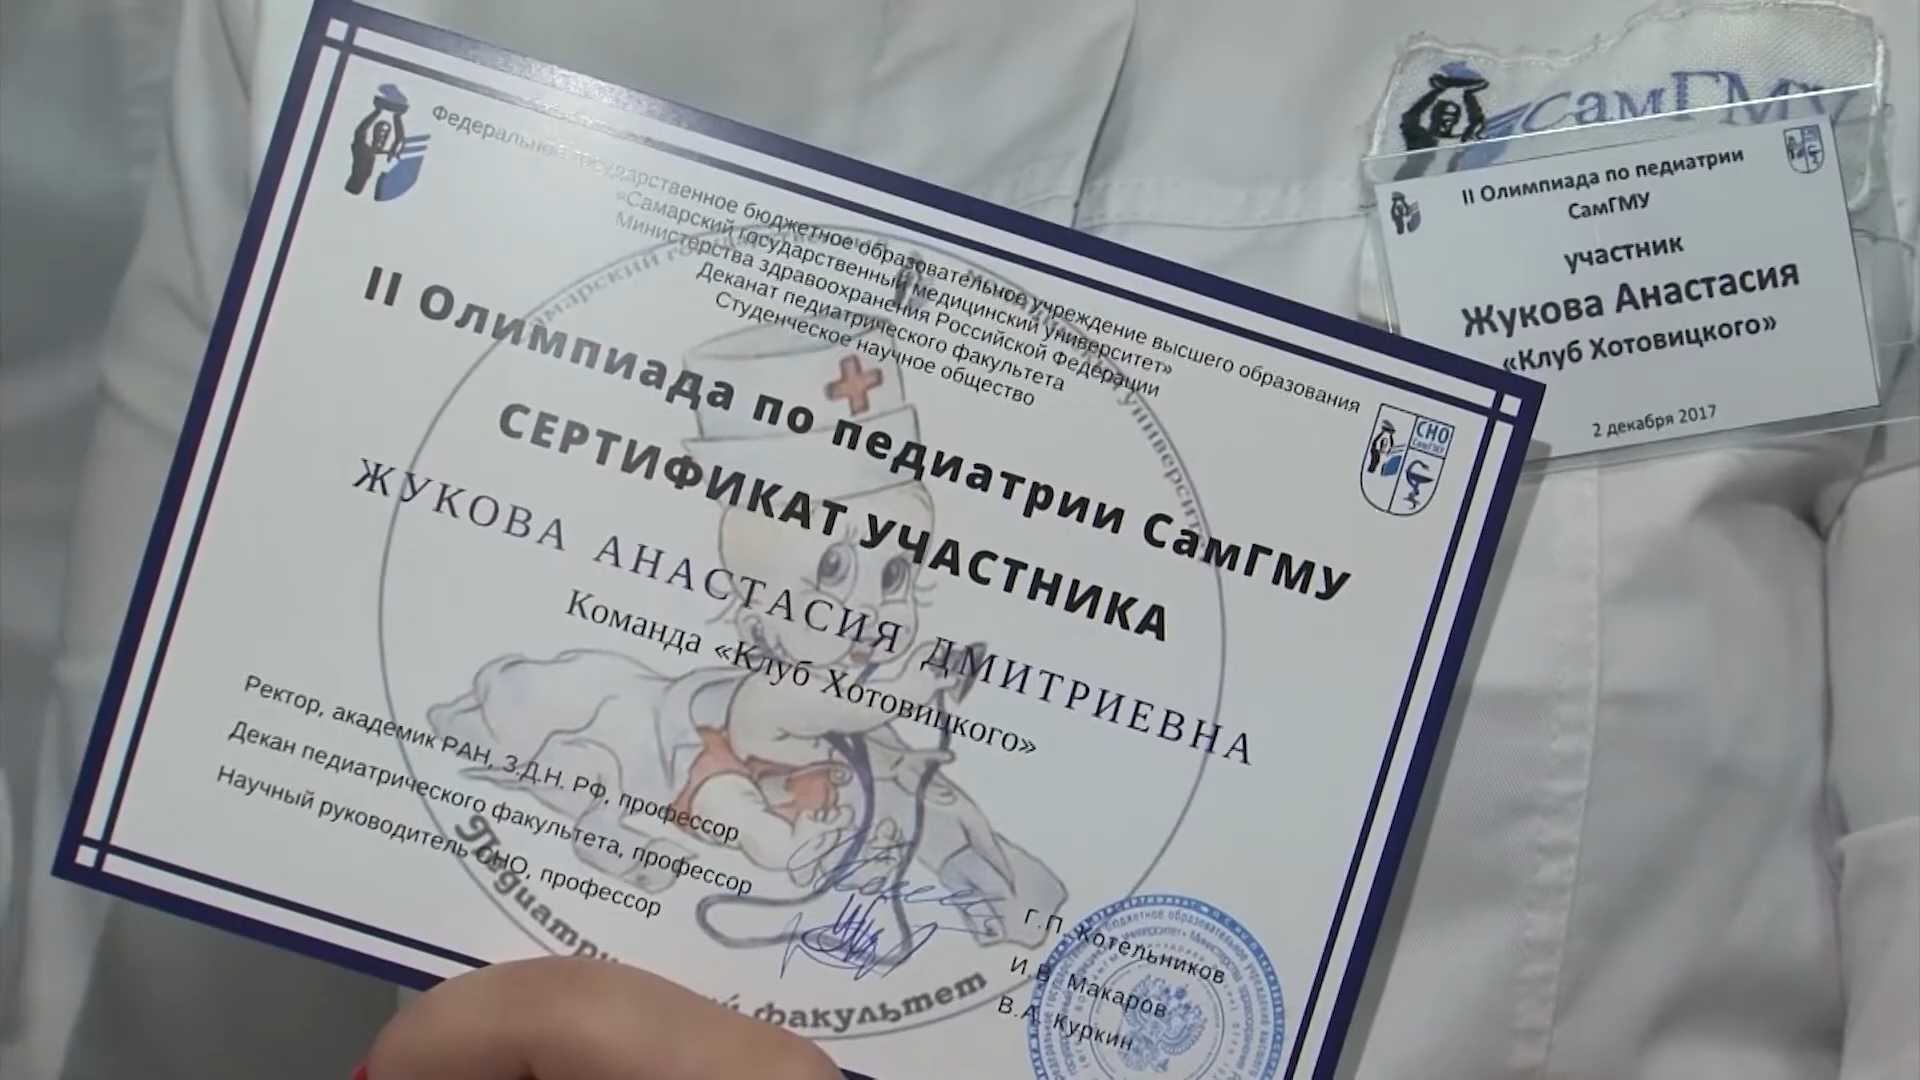 Федеральное государственное бюджетное образовательное учреждение высшего образования
«Самарский государственный медицинский университет»
Министерства здравоохранения Российской Федерации
Деканат педиатрического факультета
Студенческое научное общество
II Олимпиада по педиатрии СамГМУ
СЕРТИФИКАТ УЧАСТНИКА
ЖУКОВА АНАСТАСИЯ ДМИТРИЕВНА
Команда «Клуб Хотовицкого»
Ректор, академик РАН, З.Д.Н. РФ, профессор
Г.П. Котельников
Декан педиатрического факультета, профессор
И.В. Макаров
Научный руководитель СНО, профессор
В.А. Куркин
факультет
СНО
СамГМУ
СамГМУ
II Олимпиада по педиатрии
СамГМУ
участник
Жукова Анастасия
«Клуб Хотовицкого»
2 декабря 2017